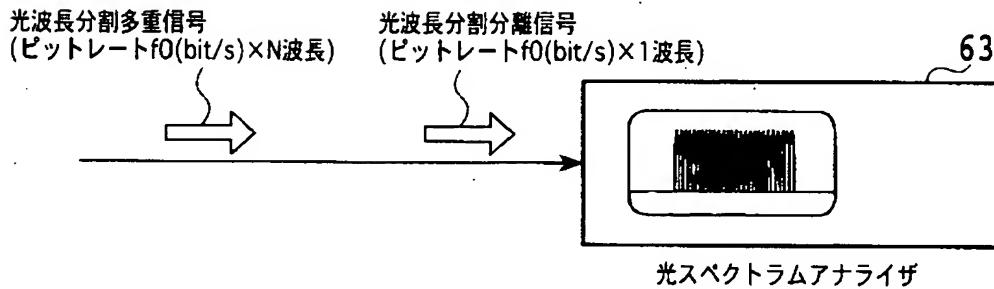 光波長分割多重信号
(ピットレートf0(bit/s)×N波長)
光波長分割分離信号
(ピットレートf0(bit/s)×1波長)
63
光スペクトラムアナライザ